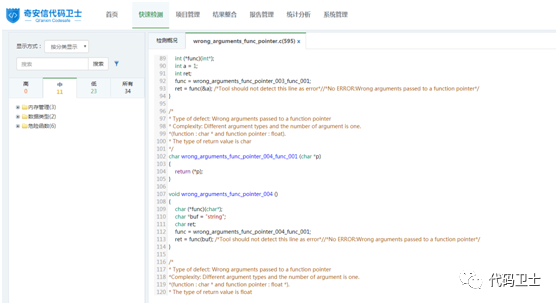 奇安信代码卫士
QIANXIN CODESAFE
首页
快速检测
项目管理
结果整合
报告管理
统计分析
系统管理
显示方式：
缺陷类显示
搜索
搜索
高
0
中
11
低
23
所有
34
内存管理(3)
数据类型(2)
危险函数(6)
检测概况
wrong_arguments_func_pointer.c(595)
89 int (*func)(int*);
90 int a = 1;
91 int ret;
92 func = wrong_arguments_func_pointer_003_func_001;
93 ret = func(&a); /*Tool should not detect this line as error*//*No ERROR:Wrong arguments passed to a function pointer*/
94 }
95
96 /*
97 * Type of defect: Wrong arguments passed to a function pointer
98 * Complexity: Different argument types and the number of argument is one.
99 *(function : char * and function pointer : float).
100 * The type of return value is char
101 */
102 char wrong_arguments_func_pointer_004_func_001 (char *p)
103 {
104 return (*p);
105 }
106
107 void wrong_arguments_func_pointer_004 ()
108 {
109 char (*func)(char*);
110 char *buf = "string";
111 char ret;
112 func = wrong_arguments_func_pointer_004_func_001;
113 ret = func(buf); /*Tool should not detect this line as error*//*No ERROR:Wrong arguments passed to a function pointer*/
114 }
115
116 /*
117 * Type of defect: Wrong arguments passed to a function pointer
118 *Complexity: Different argument types and the number of argument is one.
119 *(function : char * and function pointer : float *).
120 * The type of return value is float
代码卫士